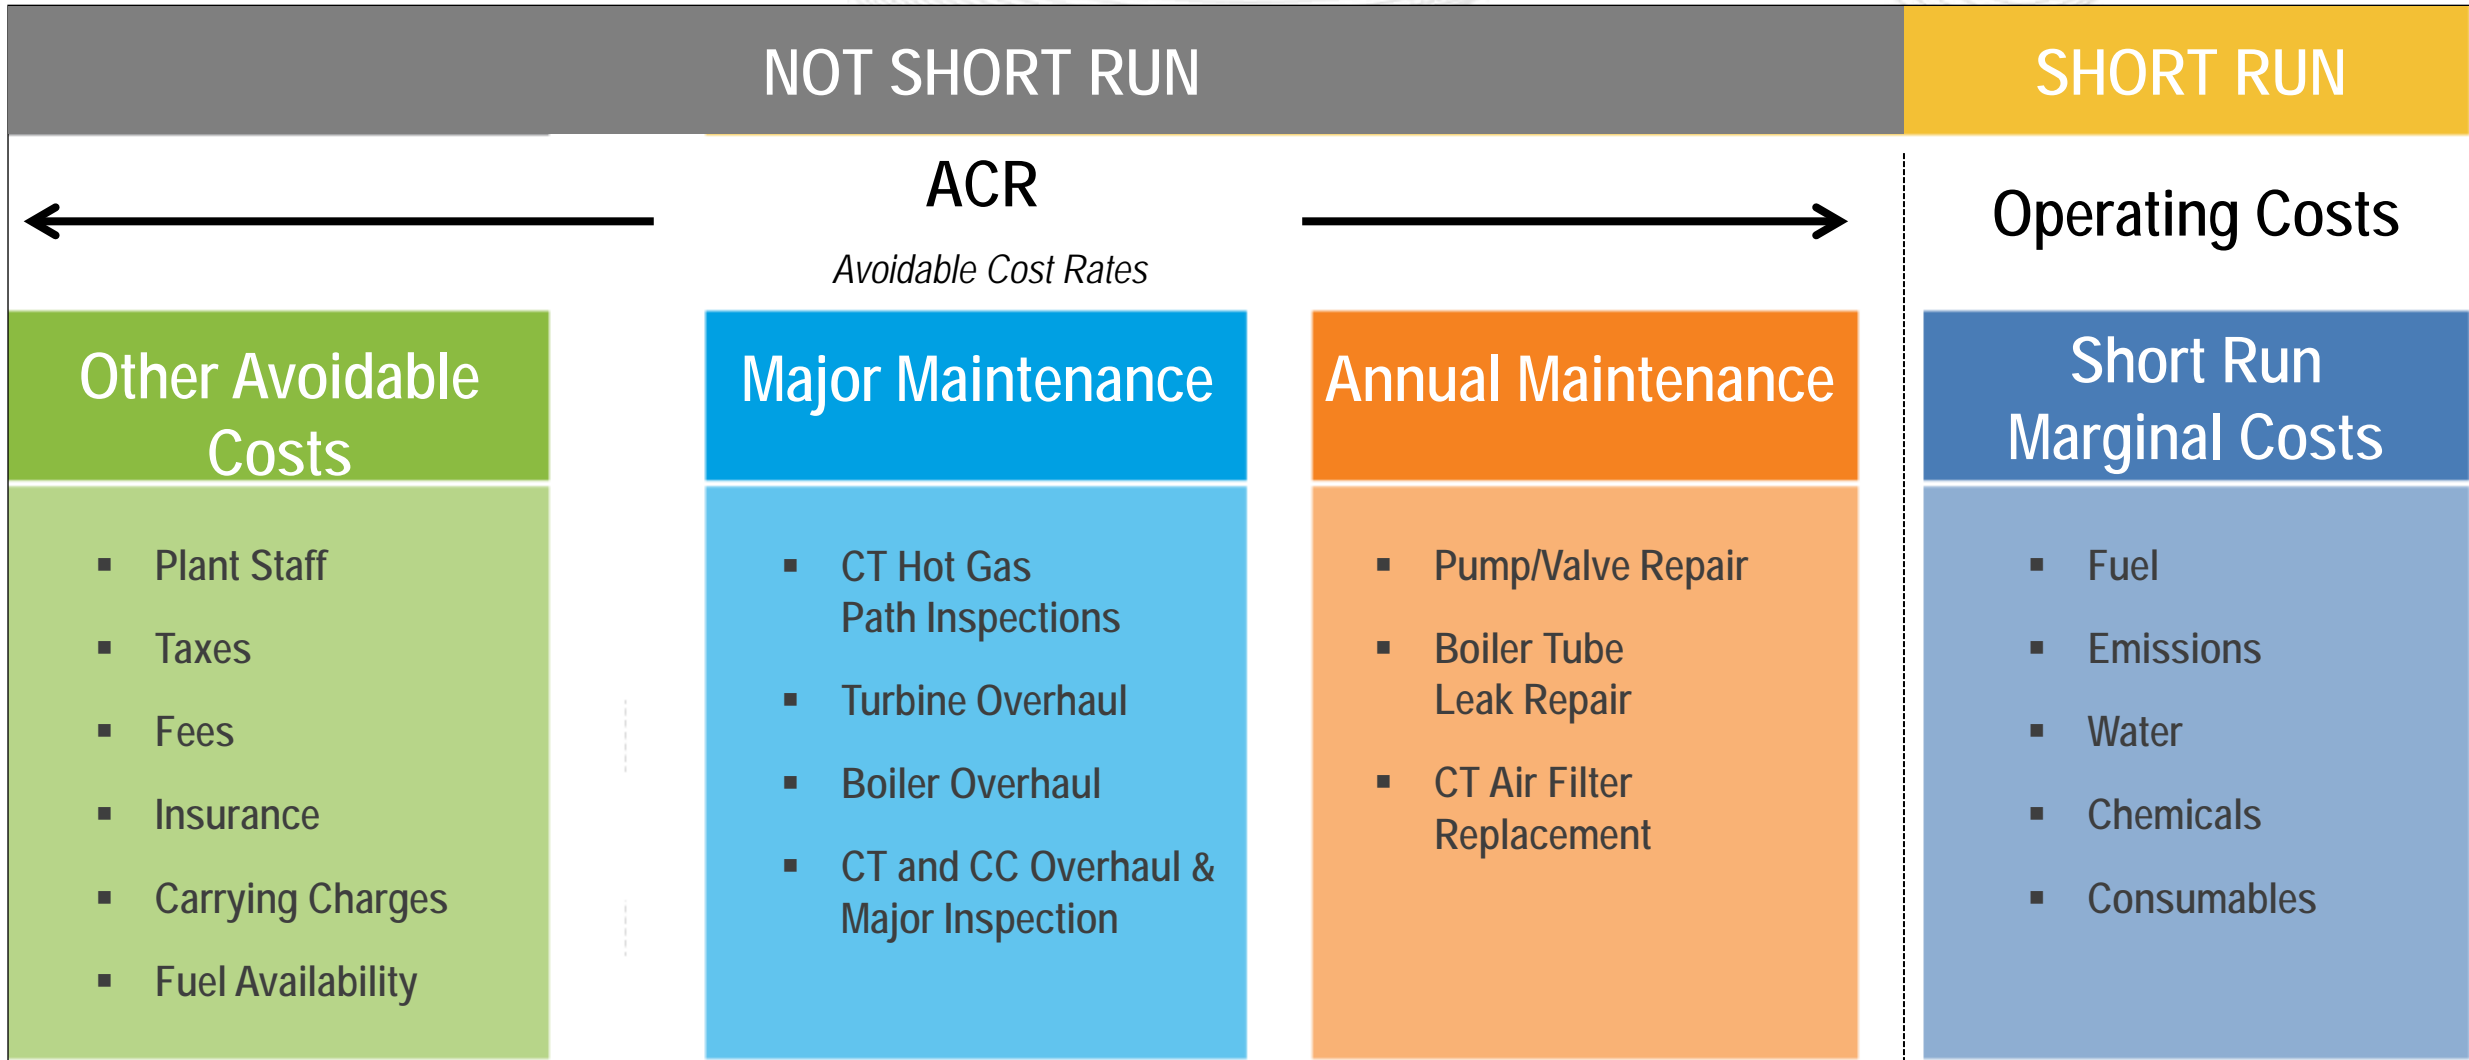 NOT SHORT RUN
SHORT RUN
ACR
Avoidable Cost Rates
Operating Costs
Other Avoidable
Costs
▪ Plant Staff
▪ Taxes
▪ Fees
▪ Insurance
▪ Carrying Charges
▪ Fuel Availability
Major Maintenance
▪ CT Hot Gas
Path Inspections
▪ Turbine Overhaul
▪ Boiler Overhaul
▪ CT and CC Overhaul &
Major Inspection
Annual Maintenance
▪ Pump/Valve Repair
▪ Boiler Tube
Leak Repair
▪ CT Air Filter
Replacement
Short Run
Marginal Costs
▪ Fuel
▪ Emissions
▪ Water
▪ Chemicals
▪ Consumables